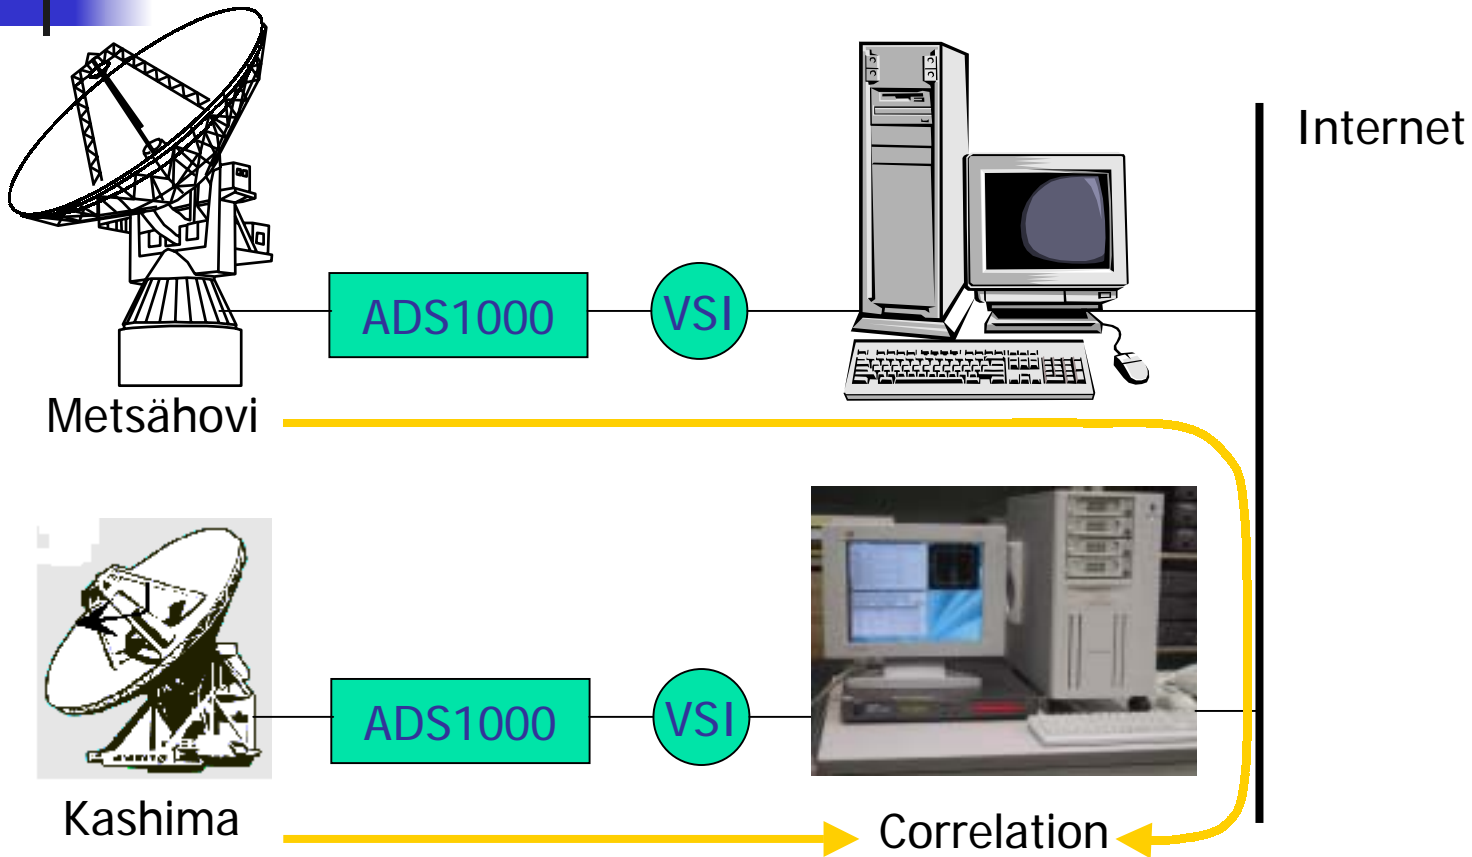 Internet
ADS1000
VSI
Metsähovi
ADS1000
VSI
Kashima
Correlation